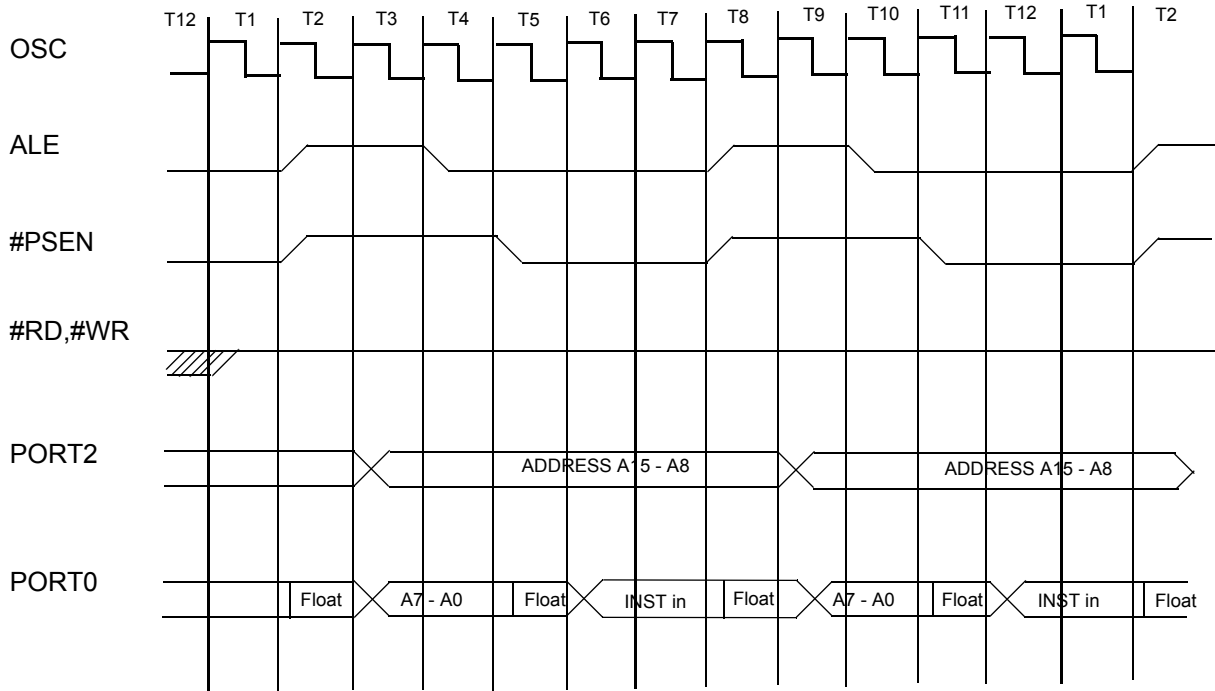 T12 T1 T2 T3 T4 T5 T6 T7 T8 T9 T10 T11 T12 T1 T2
OSC
ALE
#PSEN
#RD,#WR
PORT2 ADDRESS A15 - A8 ADDRESS A15 - A8
PORT0 Float A7 - A0 Float INST in Float A7 - A0 Float INST in Float